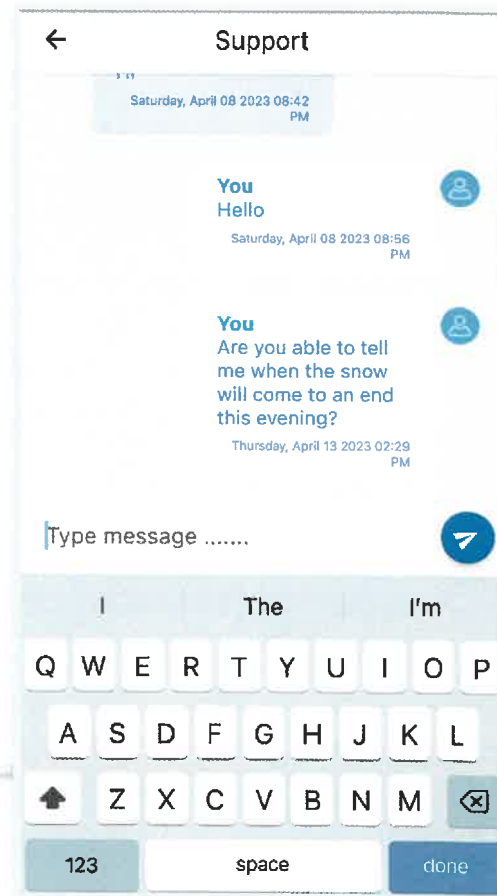 Support
Saturday, April 08 2023 08:42
PM
You
Hello
Saturday, April 08 2023 08:56
PM
You
Are you able to tell
me when the snow
will come to an end
this evening?
Thursday, April 13 2023 02:29
PM
Type message .......
I The I'm
Q W E R T Y U I O P
A S D F G H J K L
Z X C V B N M
123 space done